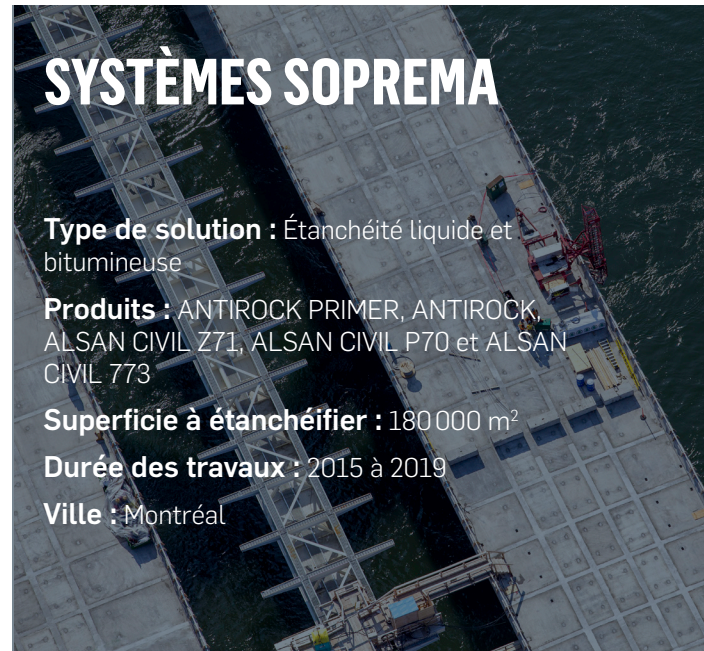 SYSTÈMES SOPREMA
Type de solution : Étanchéité liquide et
bitumineuse
Produits : ANTIROCK PRIMER, ANTIROCK,
ALSAN CIVIL Z71, ALSAN CIVIL P70 et ALSAN
CIVIL 773
Superficie à étanchéifier : 180 000 m²
Durée des travaux : 2015 à 2019
Ville : Montréal